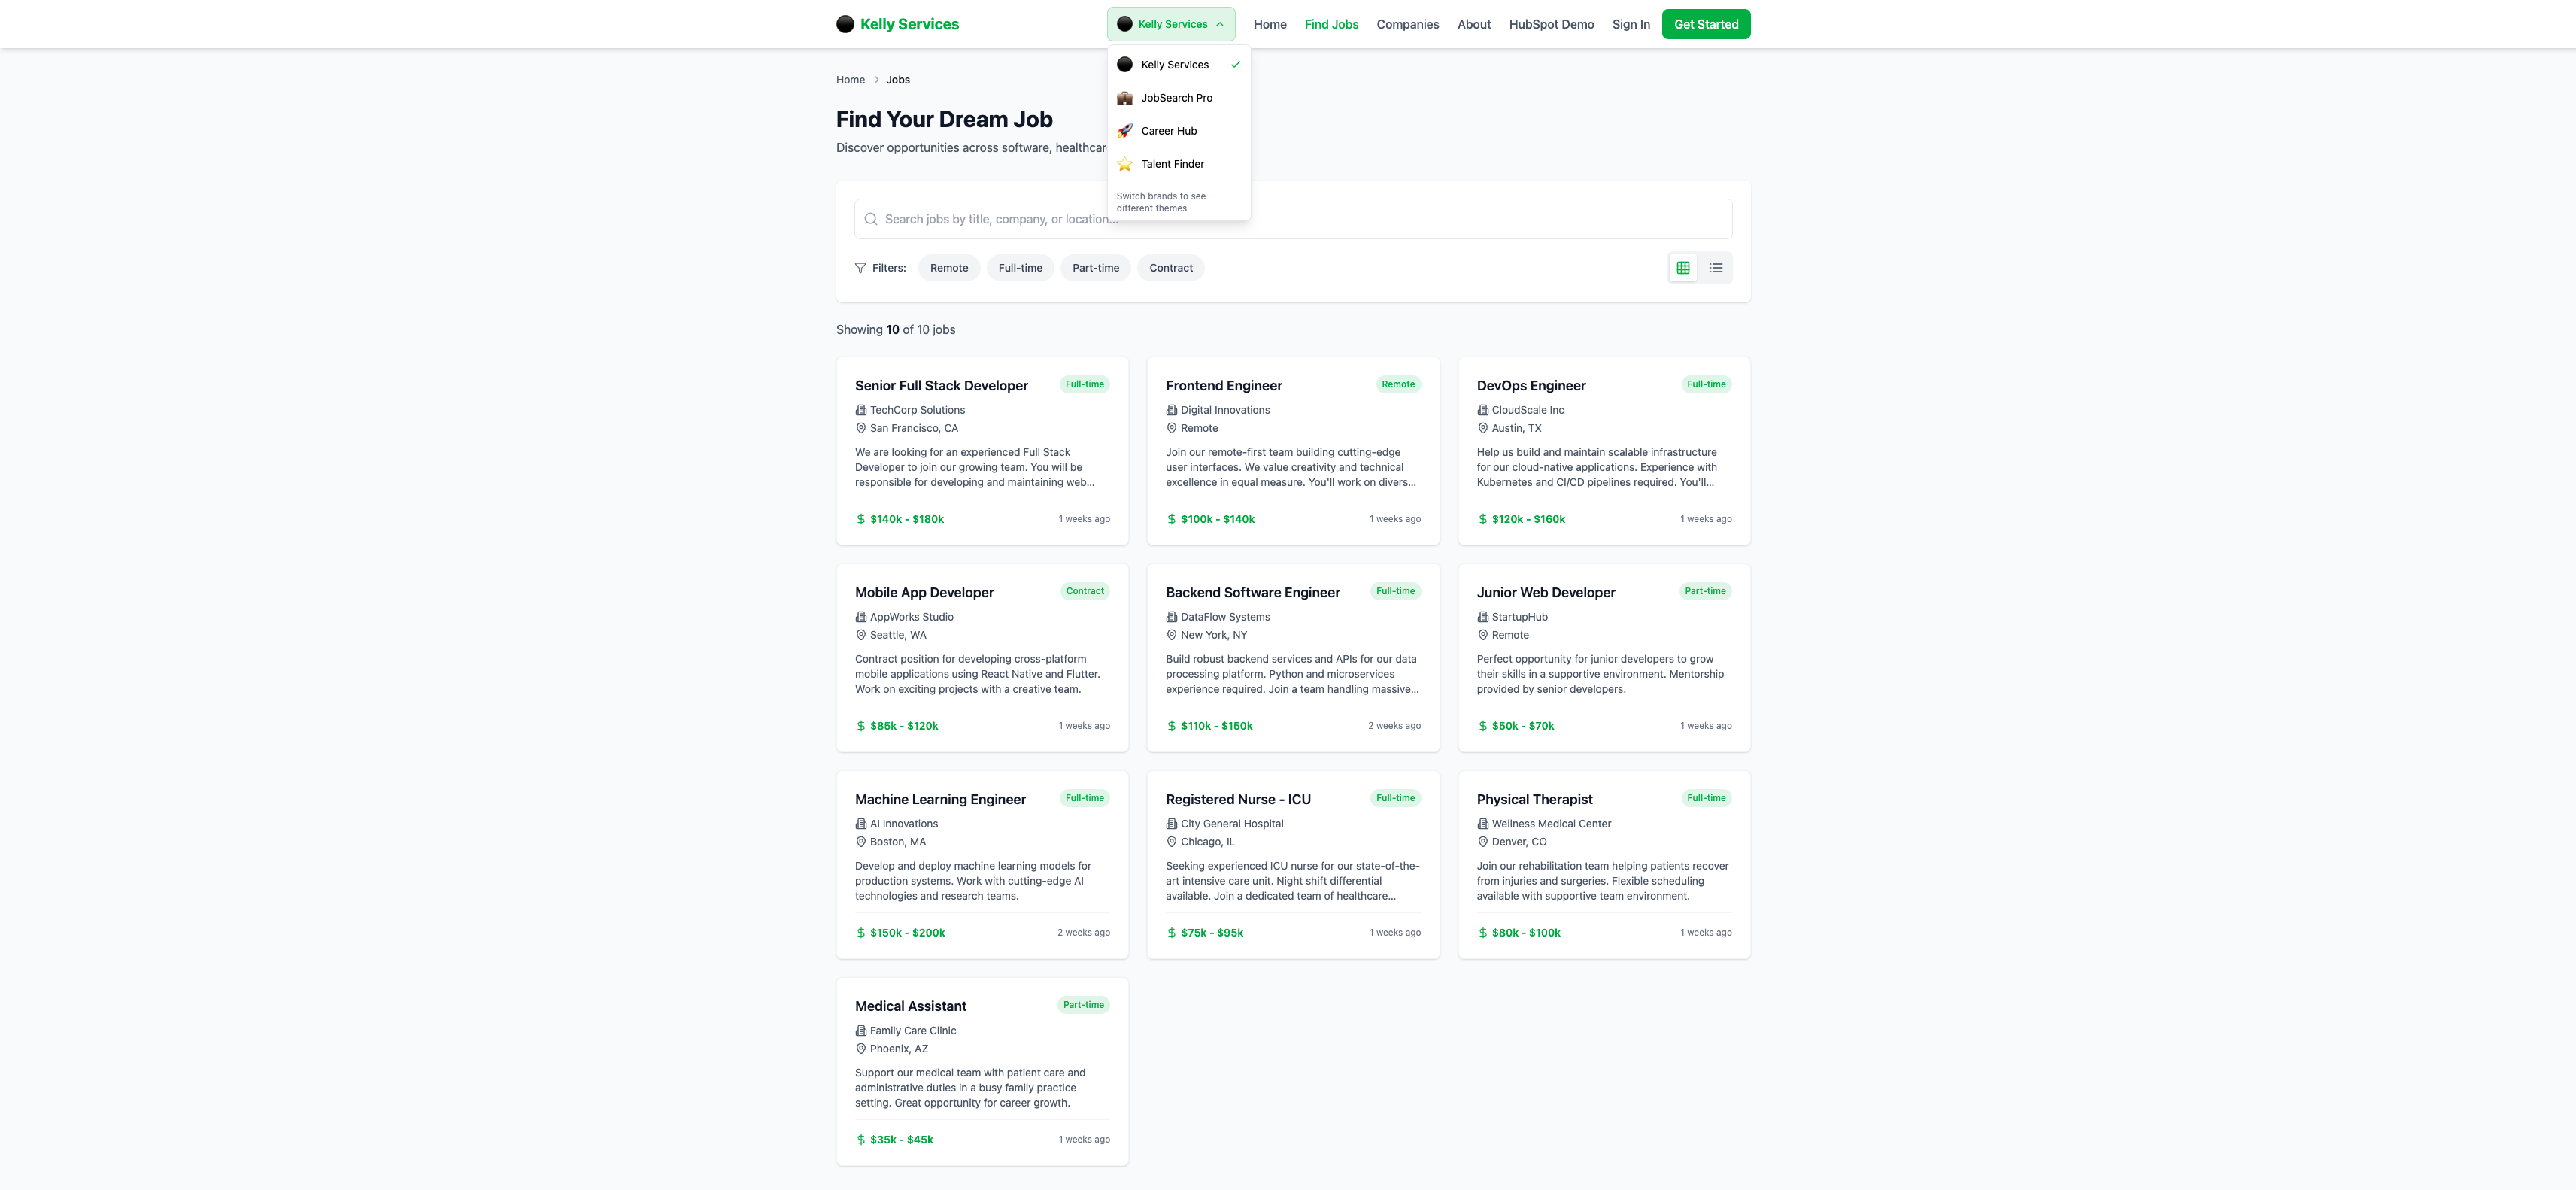 Kelly Services
Kelly Services
Home
Find Jobs
Companies
About
HubSpot Demo
Sign In
Get Started
Kelly Services
JobSearch Pro
Career Hub
Talent Finder
Switch brands to see
different themes
Home
Jobs
Find Your Dream Job
Discover opportunities across software, healthcar
Search jobs by title, company, or location...
Filters:
Remote
Full-time
Part-time
Contract
Showing 10 of 10 jobs
Senior Full Stack Developer
Full-time
TechCorp Solutions
San Francisco, CA
We are looking for an experienced Full Stack
Developer to join our growing team. You will be
responsible for developing and maintaining web...
$140k - $180k
1 weeks ago
Frontend Engineer
Remote
Digital Innovations
Remote
Join our remote-first team building cutting-edge
user interfaces. We value creativity and technical
excellence in equal measure. You'll work on divers...
$100k - $140k
1 weeks ago
DevOps Engineer
Full-time
CloudScale Inc
Austin, TX
Help us build and maintain scalable infrastructure
for our cloud-native applications. Experience with
Kubernetes and CI/CD pipelines required. You'll...
$120k - $160k
1 weeks ago
Mobile App Developer
Contract
AppWorks Studio
Seattle, WA
Contract position for developing cross-platform
mobile applications using React Native and Flutter.
Work on exciting projects with a creative team.
$85k - $120k
1 weeks ago
Backend Software Engineer
Full-time
DataFlow Systems
New York, NY
Build robust backend services and APIs for our data
processing platform. Python and microservices
experience required. Join a team handling massive...
$110k - $150k
2 weeks ago
Junior Web Developer
Part-time
StartupHub
Remote
Perfect opportunity for junior developers to grow
their skills in a supportive environment. Mentorship
provided by senior developers.
$50k - $70k
1 weeks ago
Machine Learning Engineer
Full-time
AI Innovations
Boston, MA
Develop and deploy machine learning models for
production systems. Work with cutting-edge AI
technologies and research teams.
$150k - $200k
2 weeks ago
Registered Nurse - ICU
Full-time
City General Hospital
Chicago, IL
Seeking experienced ICU nurse for our state-of-the-
art intensive care unit. Night shift differential
available. Join a dedicated team of healthcare...
$75k - $95k
1 weeks ago
Physical Therapist
Full-time
Wellness Medical Center
Denver, CO
Join our rehabilitation team helping patients recover
from injuries and surgeries. Flexible scheduling
available with supportive team environment.
$80k - $100k
1 weeks ago
Medical Assistant
Part-time
Family Care Clinic
Phoenix, AZ
Support our medical team with patient care and
administrative duties in a busy family practice
setting. Great opportunity for career growth.
$35k - $45k
1 weeks ago